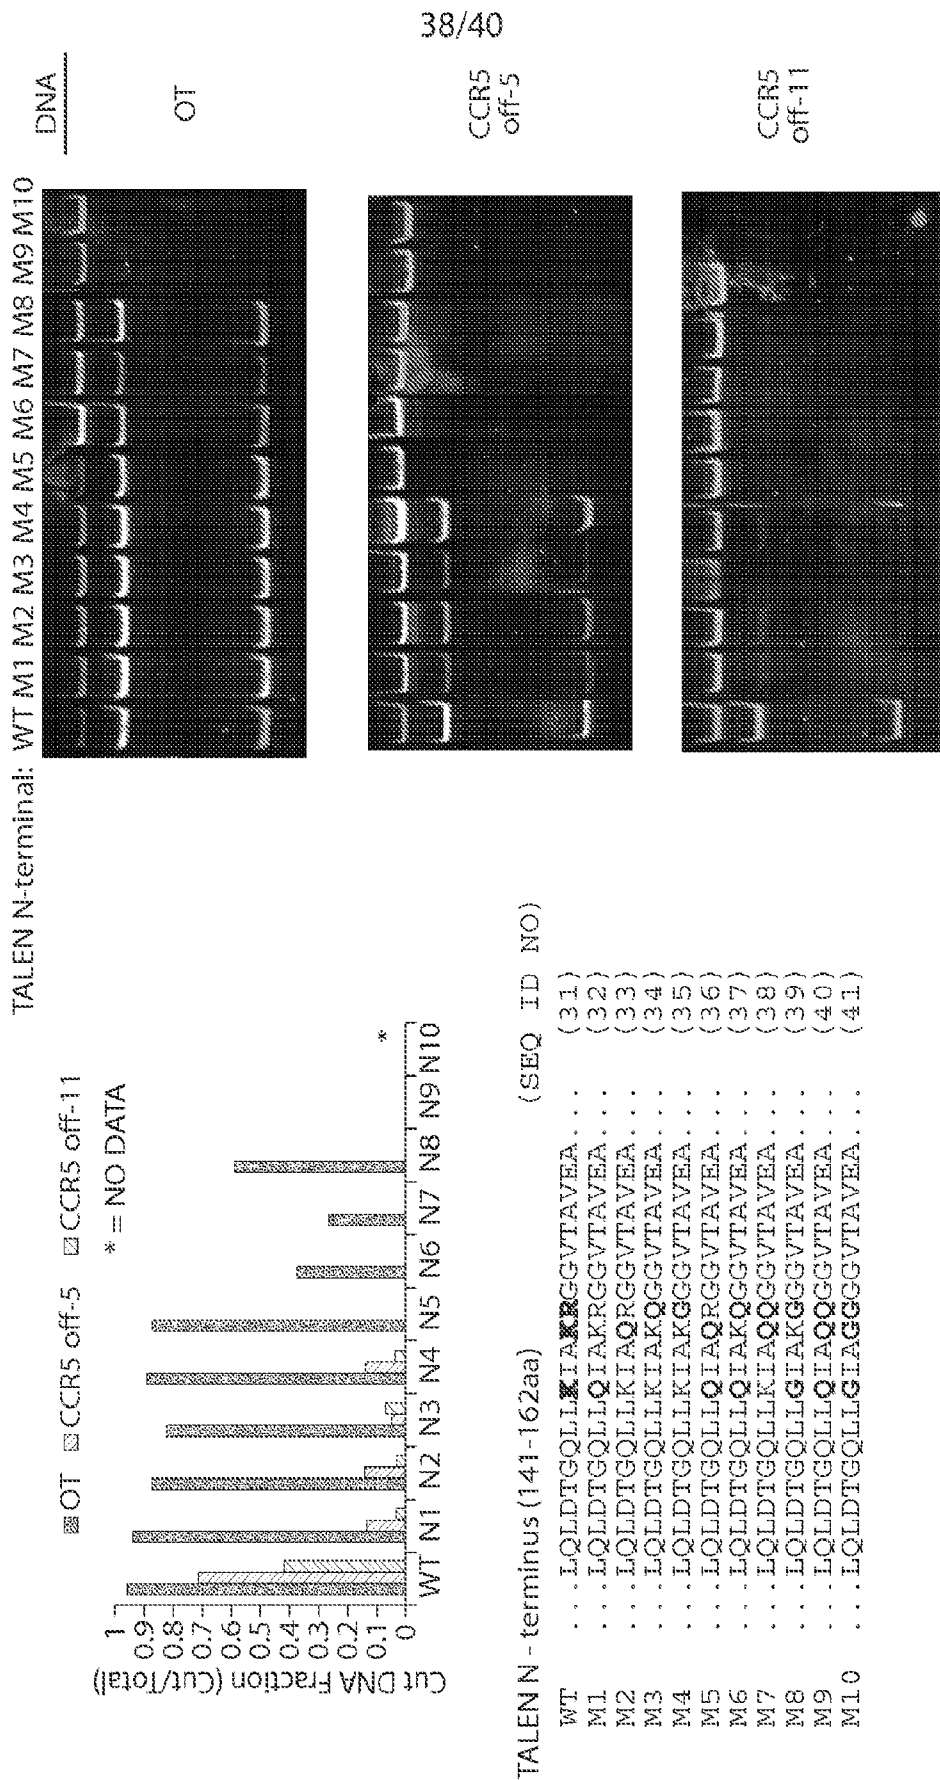 38/40
OT CCR5 off-5 CCR5 off-11
* = NO DATA
Cut DNA Fraction (Cut/Total)
1
0.9
0.8
0.7
0.6
0.5
0.4
0.3
0.2
0.1
0
*
WT N1 N2 N3 N4 N5 N6 N7 N8 N9 N10
TALEN N-terminal: WT M1 M2 M3 M4 M5 M6 M7 M8 M9 M10
DNA
OT
CCR5
off-5
CCR5
off-11
TALEN N - terminus (141-162aa) (SEQ ID NO)
WT ...LQLDTGQLLKIAKRGGVTAVEA... (31)
M1 ...LQLDTGQLLQIAKRGGVTAVEA... (32)
M2 ...LQLDTGQLLKIAQRGGVTAVEA... (33)
M3 ...LQLDTGQLLKIAKQGGVTAVEA... (34)
M4 ...LQLDTGQLLKIAKGGGVTAVEA... (35)
M5 ...LQLDTGQLLQIAQRGGVTAVEA... (36)
M6 ...LQLDTGQLLQIAKQGGVTAVEA... (37)
M7 ...LQLDTGQLLKIAQQGGVTAVEA... (38)
M8 ...LQLDTGQLLGIAKGGGVTAVEA... (39)
M9 ...LQLDTGQLLQIAQQGGVTAVEA... (40)
M10 ...LQLDTGQLLGIAGGGGVTAVEA... (41)